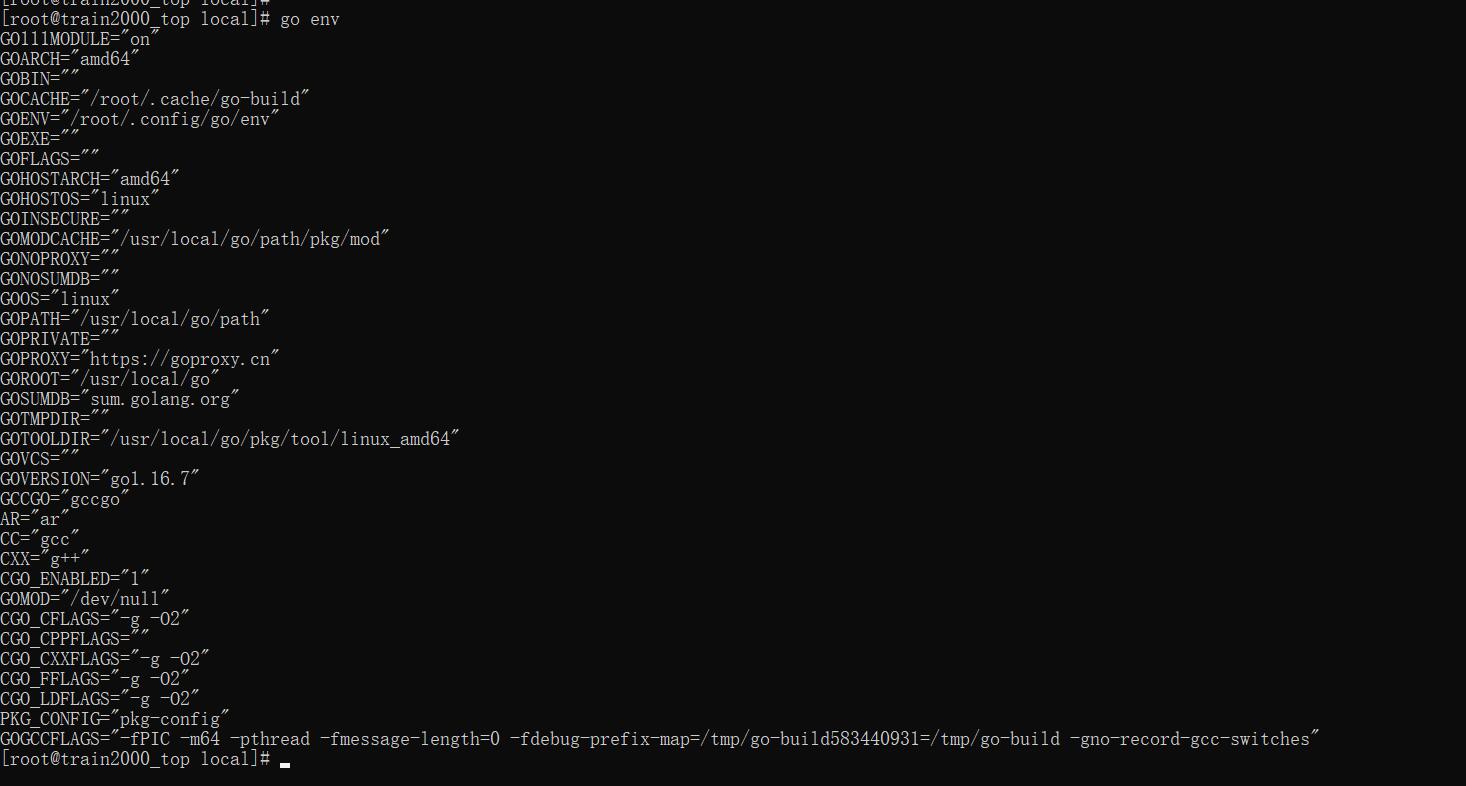 [root@train2000_top local]#
[root@train2000_top local]# go env
GO111MODULE="on"
GOARCH="amd64"
GOBIN=""
GOCACHE="/root/.cache/go-build"
GOENV="/root/.config/go/env"
GOEXE=""
GOFLAGS=""
GOHOSTARCH="amd64"
GOHOSTOS="linux"
GOINSECURE=""
GOMODCACHE="/usr/local/go/path/pkg/mod"
GONOPROXY=""
GONOSUMDB=""
GOOS="linux"
GOPATH="/usr/local/go/path"
GOPRIVATE=""
GOPROXY="https://goproxy.cn"
GOROOT="/usr/local/go"
GOSUMDB="sum.golang.org"
GOTMPDIR=""
GOTOOLDIR="/usr/local/go/pkg/tool/linux_amd64"
GOVCS=""
GOVERSION="go1.16.7"
GCCGO="gccgo"
AR="ar"
CC="gcc"
CXX="g++"
CGO_ENABLED="1"
GOMOD="/dev/null"
CGO_CFLAGS="-g -O2"
CGO_CPPFLAGS=""
CGO_CXXFLAGS="-g -O2"
CGO_FFLAGS="-g -O2"
CGO_LDFLAGS="-g -O2"
PKG_CONFIG="pkg-config"
GOGCCFLAGS="-fPIC -m64 -pthread -fmessage-length=0 -fdebug-prefix-map=/tmp/go-build583440931=/tmp/go-build -gno-record-gcc-switches"
[root@train2000_top local]#